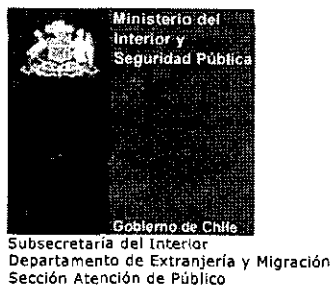 Ministerio del
Interior y
Seguridad Pública
Gobierno de Chile
Subsecretaría del Interior
Departamento de Extranjería y Migración
Sección Atención de Público